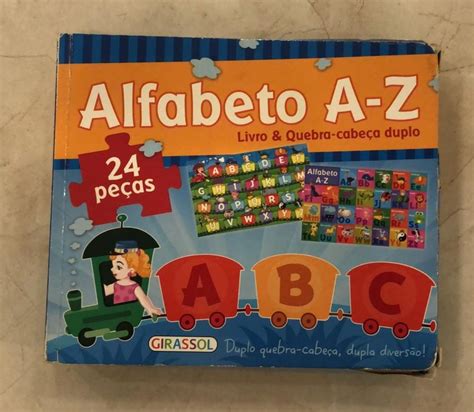 Alfabeto A-Z
Livro & Quebra-cabeça duplo
24
peças
Alfabeto
A-Z
A B C
GIRASSOL
Duplo quebra-cabeça, dupla diversão!